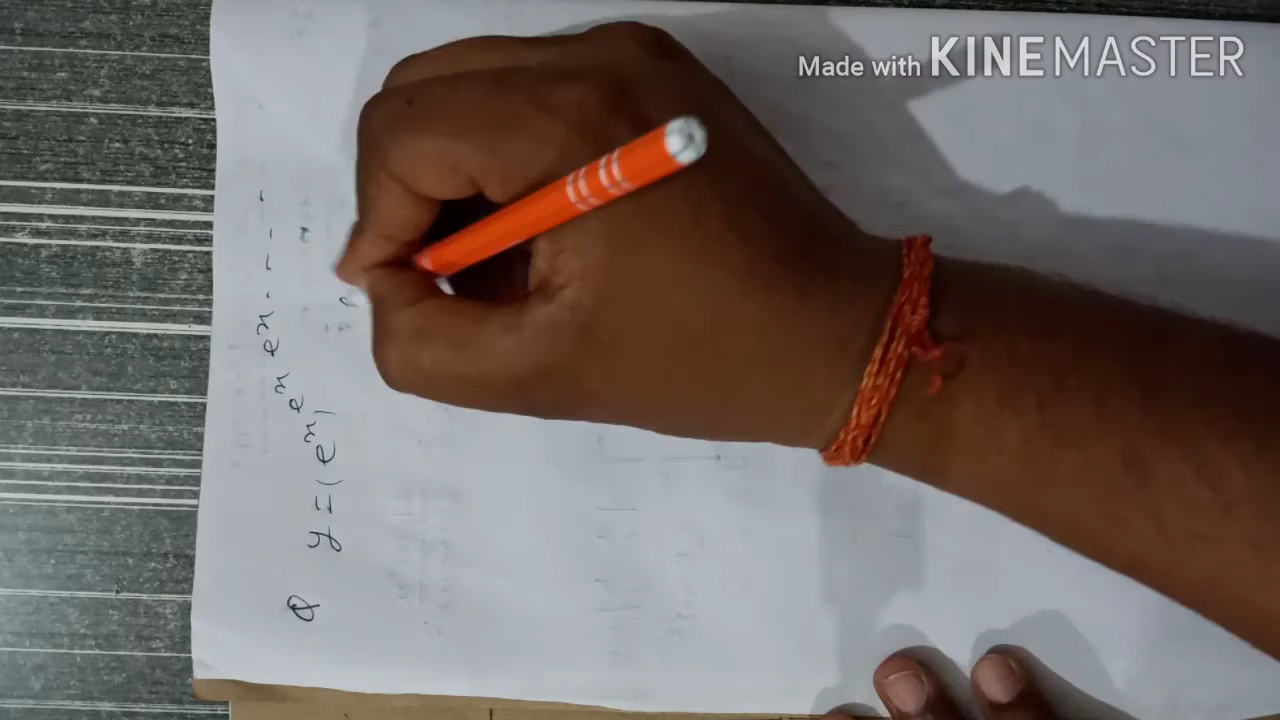 Made with KINEMASTER
Q y = (e^x)^e^x^e^x - - - -